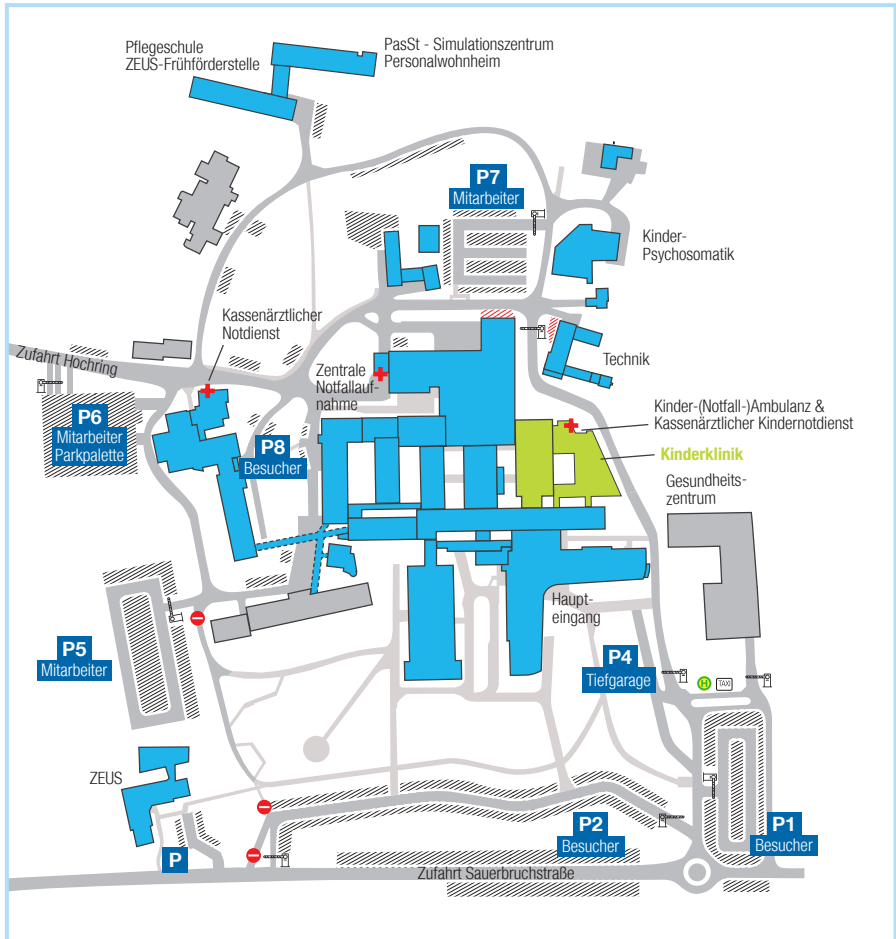 Pflegeschule
ZEUS-Frühförderstelle
PasSt - Simulationszentrum
Personalwohnheim
P7
Mitarbeiter
Kinder-
Psychosomatik
Kassenärztlicher
Notdienst
Zufahrt Hochring
Zentrale
Notfallauf-
nahme
Technik
P6
Mitarbeiter
Parkpalette
P8
Besucher
Kinder-(Notfall-)Ambulanz &
Kassenärztlicher Kindernotdienst
Kinderklinik
Gesundheits-
zentrum
Haupt-
eingang
P5
Mitarbeiter
P4
Tiefgarage
H
TAXI
ZEUS
P
P2
Besucher
P1
Besucher
Zufahrt Sauerbruchstraße